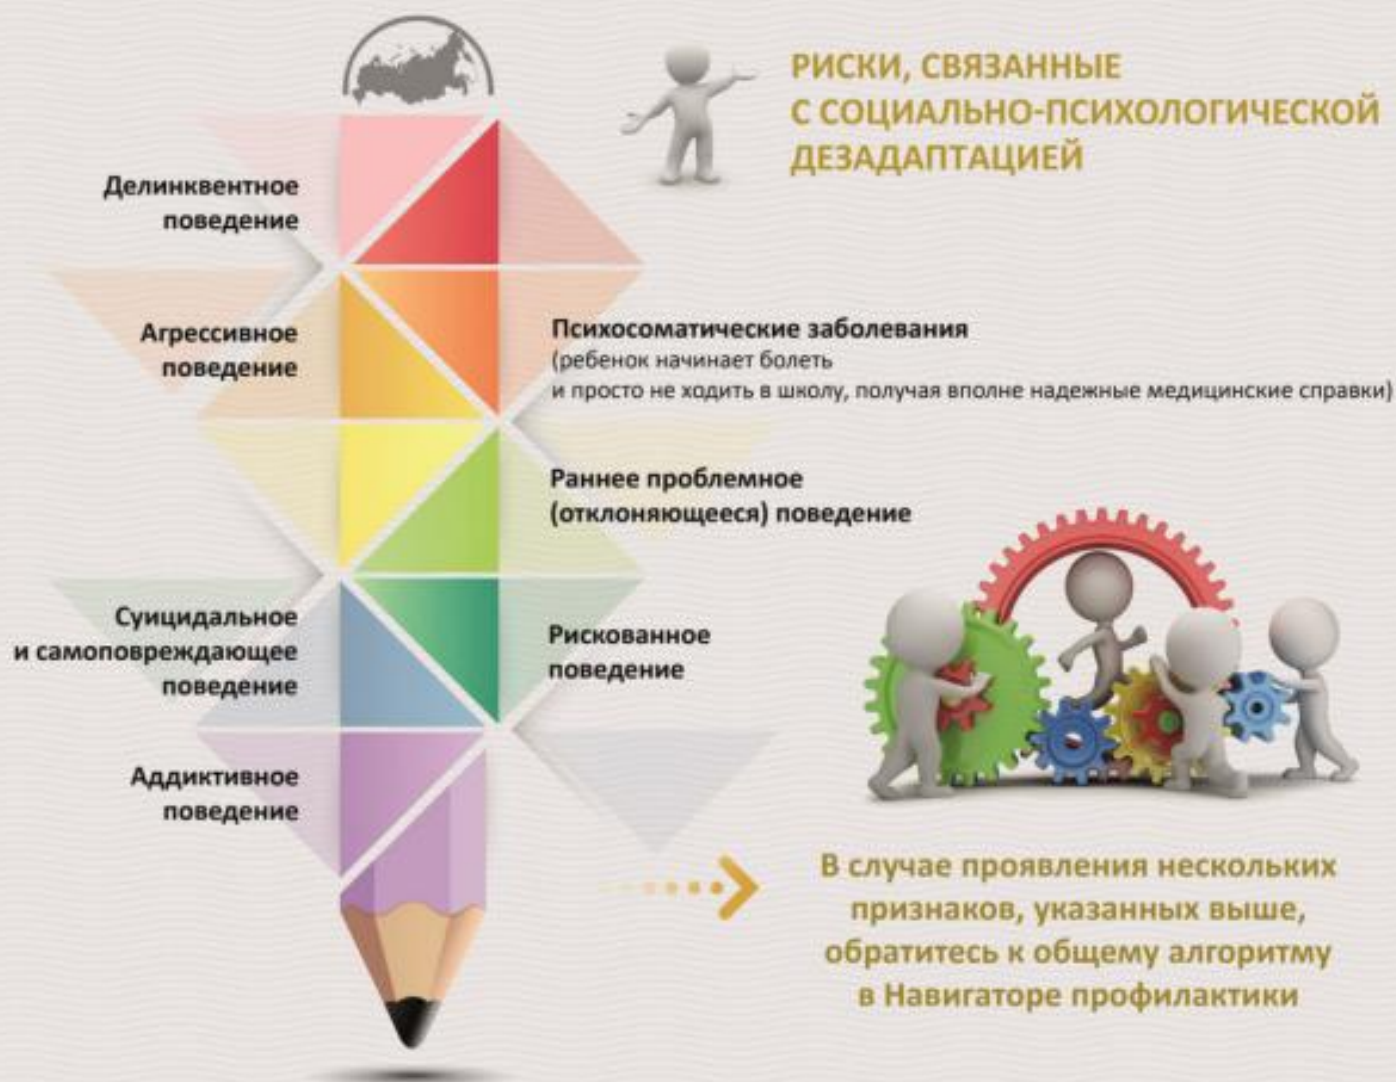 РИСКИ, СВЯЗАННЫЕ
С СОЦИАЛЬНО-ПСИХОЛОГИЧЕСКОЙ
ДЕЗАДАПТАЦИЕЙ
Делинквентное
поведение
Агрессивное
поведение
Психосоматические заболевания
(ребенок начинает болеть
и просто не ходить в школу, получая вполне надежные медицинские справки)
Раннее проблемное
(отклоняющееся) поведение
Суицидальное
и самоповреждающее
поведение
Рискованное
поведение
Аддиктивное
поведение
В случае проявления нескольких
признаков, указанных выше,
обратитесь к общему алгоритму
в Навигаторе профилактики